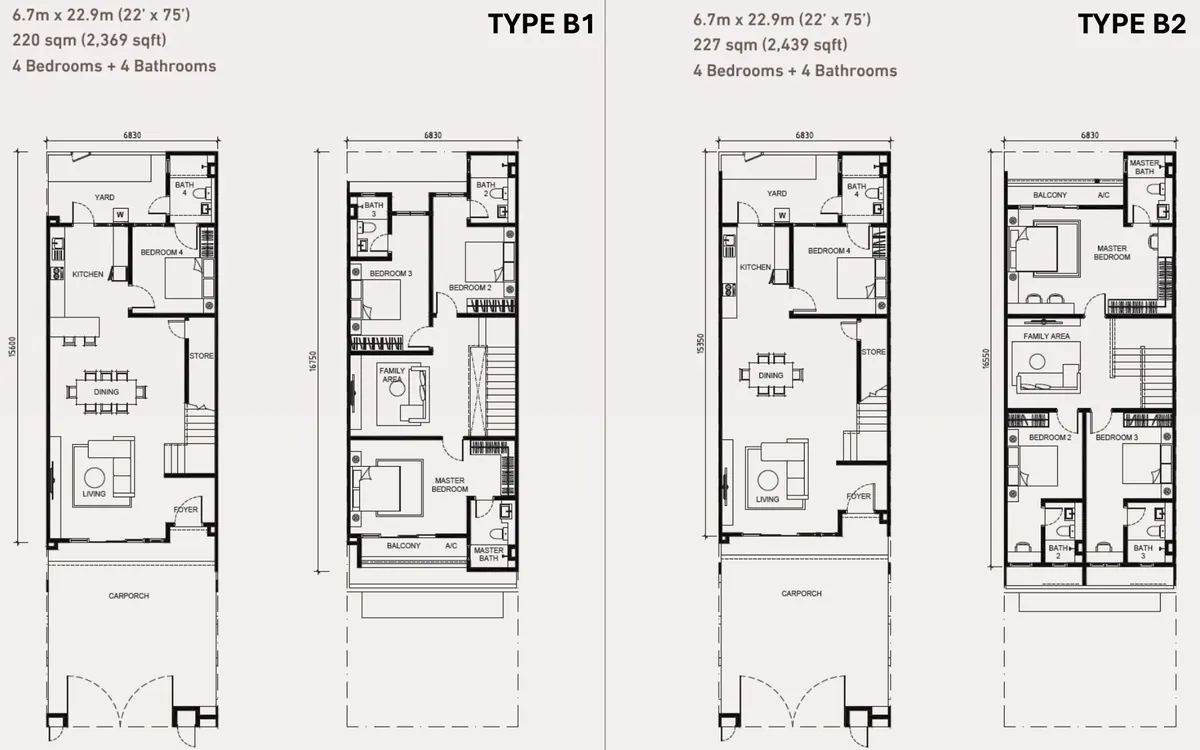 6.7m x 22.9m (22' x 75')
220 sqm (2,369 sqft)
4 Bedrooms + 4 Bathrooms
TYPE B1
6830
15600
YARD
BATH
4
W
BEDROOM 4
KITCHEN
STORE
DINING
LIVING
FOYER
CARPORCH
6830
16750
BATH
2
BATH
3
BEDROOM 3
BEDROOM 2
FAMILY
AREA
MASTER
BEDROOM
BALCONY
A/C
MASTER
BATH
6.7m x 22.9m (22' x 75')
227 sqm (2,439 sqft)
4 Bedrooms + 4 Bathrooms
TYPE B2
6830
15350
YARD
BATH
4
W
BEDROOM 4
KITCHEN
STORE
DINING
LIVING
FOYER
CARPORCH
6830
16550
MASTER
BATH
BALCONY
A/C
MASTER
BEDROOM
FAMILY AREA
BEDROOM 2
BEDROOM 3
BATH
2
BATH
3